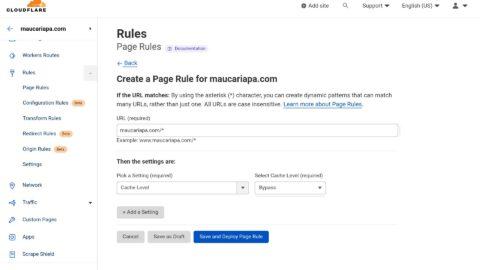 CLOUDFLARE
Add site
Support
English (US)
maucariapa.com
Workers Routes
Rules
Page Rules
Configuration Rules Beta
Transform Rules
Redirect Rules Beta
Origin Rules Beta
Settings
Network
Traffic
Custom Pages
Apps
Scrape Shield
Rules
Page Rules Documentation
Back
Create a Page Rule for maucariapa.com
If the URL matches: By using the asterisk (*) character, you can create dynamic patterns that can match
many URLs, rather than just one. All URLs are case insensitive. Learn more about Page Rules.
URL (required)
maucariapa.com/*
Example: www.maucariapa.com/*
Then the settings are:
Pick a Setting (required)
Select Cache Level (required)
Cache Level
Bypass
+ Add a Setting
Cancel
Save as Draft
Save and Deploy Page Rule